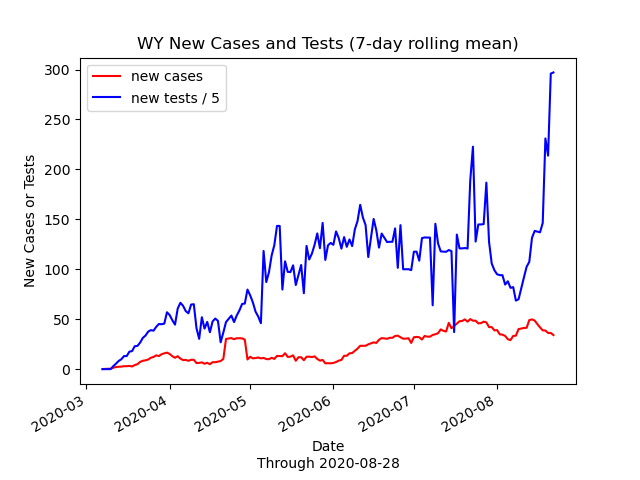 WY New Cases and Tests (7-day rolling mean)
new cases
new tests / 5
New Cases or Tests
300
250
200
150
100
50
0
2020-03
2020-04
2020-05
2020-06
2020-07
2020-08
Date
Through 2020-08-28